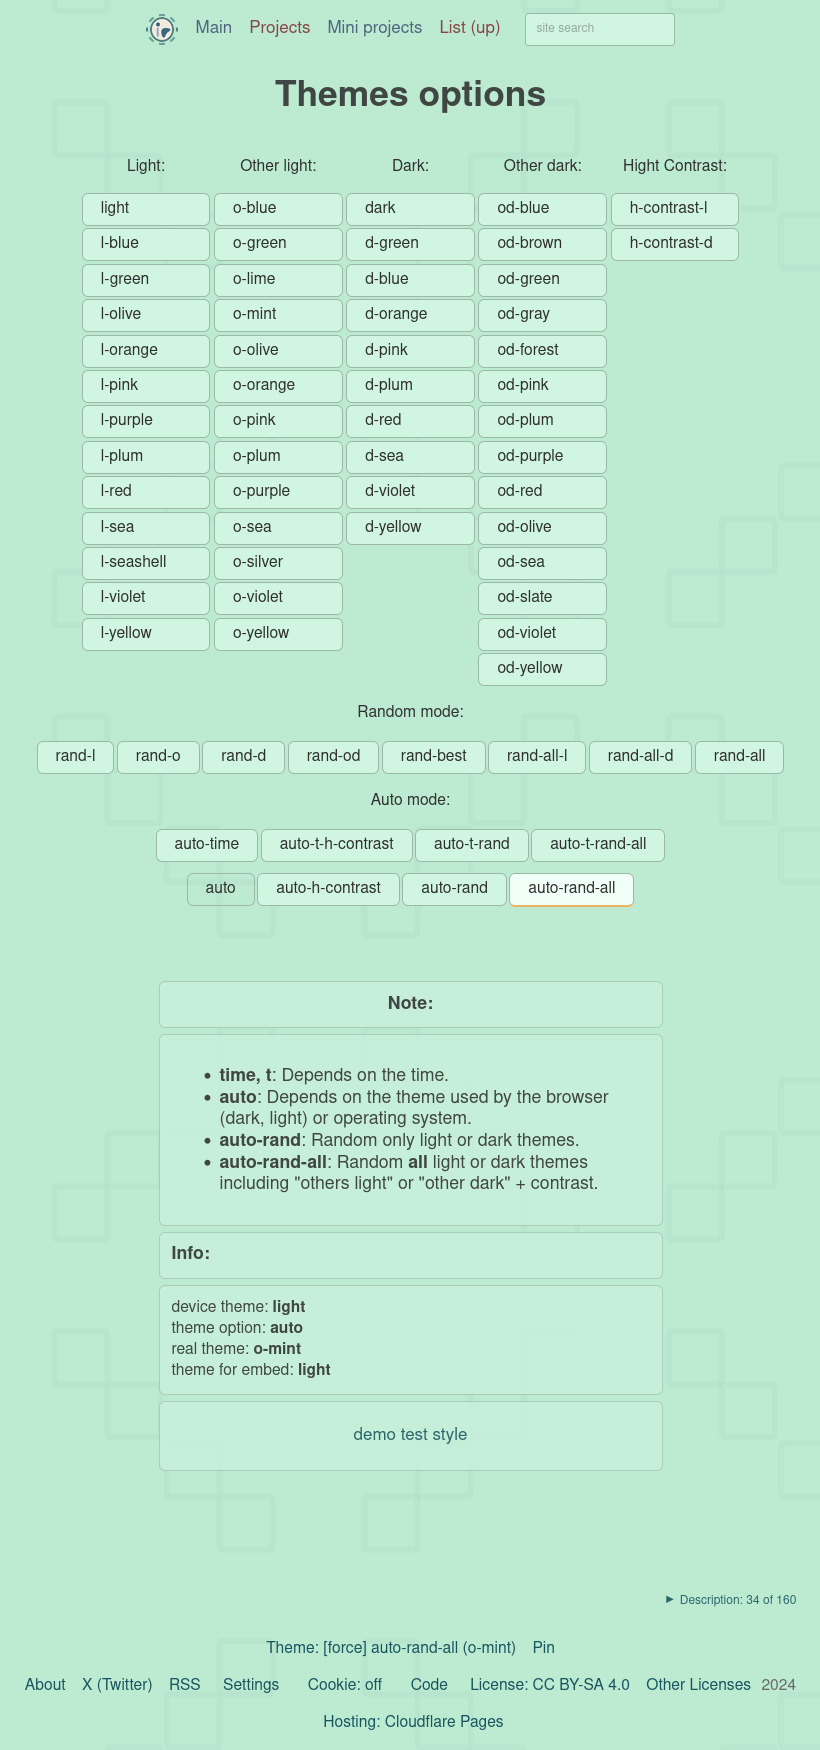 Main Projects Mini projects List (up) site search
Themes options
Light: Other light: Dark: Other dark: Hight Contrast:
light o-blue dark od-blue h-contrast-l
l-blue o-green d-green od-brown h-contrast-d
l-green o-lime d-blue od-green
l-olive o-mint d-orange od-gray
l-orange o-olive d-pink od-forest
l-pink o-orange d-plum od-pink
l-purple o-pink d-red od-plum
l-plum o-plum d-sea od-purple
l-red o-purple d-violet od-red
l-sea o-sea d-yellow od-olive
l-seashell o-silver od-sea
l-violet o-violet od-slate
l-yellow o-yellow od-violet
od-yellow
Random mode:
rand-l rand-o rand-d rand-od rand-best rand-all-l rand-all-d rand-all
Auto mode:
auto-time auto-t-h-contrast auto-t-rand auto-t-rand-all
auto auto-h-contrast auto-rand auto-rand-all
Note:
• time, t: Depends on the time.
• auto: Depends on the theme used by the browser
(dark, light) or operating system.
• auto-rand: Random only light or dark themes.
• auto-rand-all: Random all light or dark themes
including "others light" or "other dark" + contrast.
Info:
device theme: light
theme option: auto
real theme: o-mint
theme for embed: light
demo test style
► Description: 34 of 160
Theme: [force] auto-rand-all (o-mint) Pin
About X (Twitter) RSS Settings Cookie: off Code License: CC BY-SA 4.0 Other Licenses 2024
Hosting: Cloudflare Pages